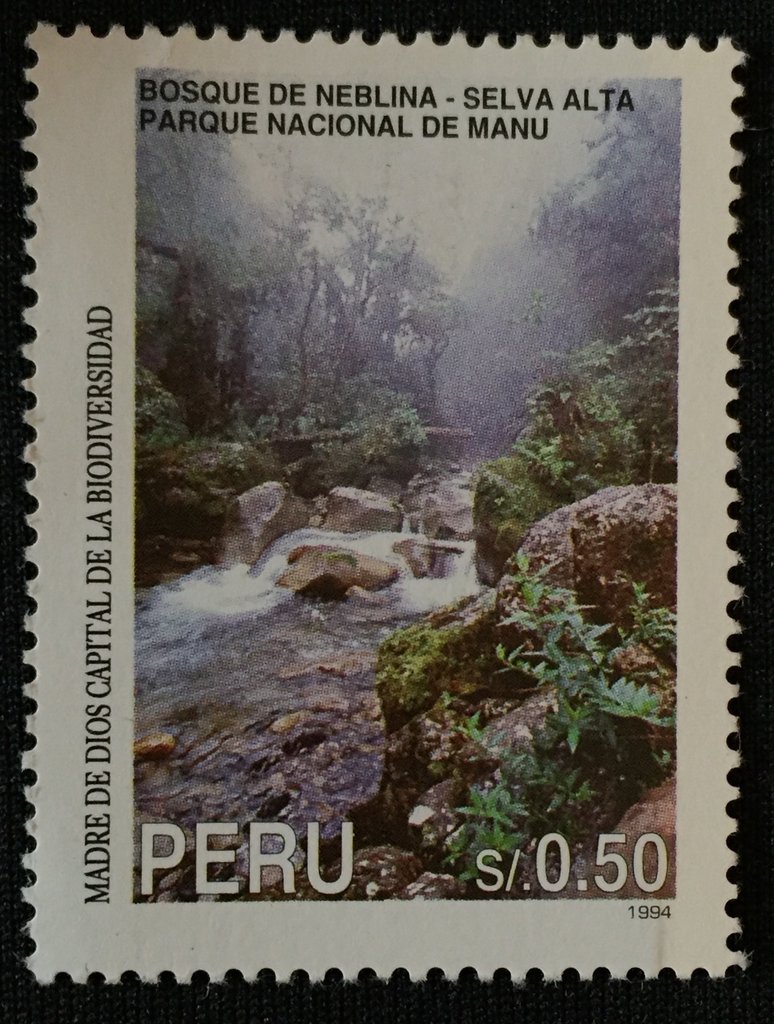 BOSQUE DE NEBLINA - SELVA ALTA
PARQUE NACIONAL DE MANU
MADRE DE DIOS CAPITAL DE LA BIODIVERSIDAD
PERU
S/.0.50
1994